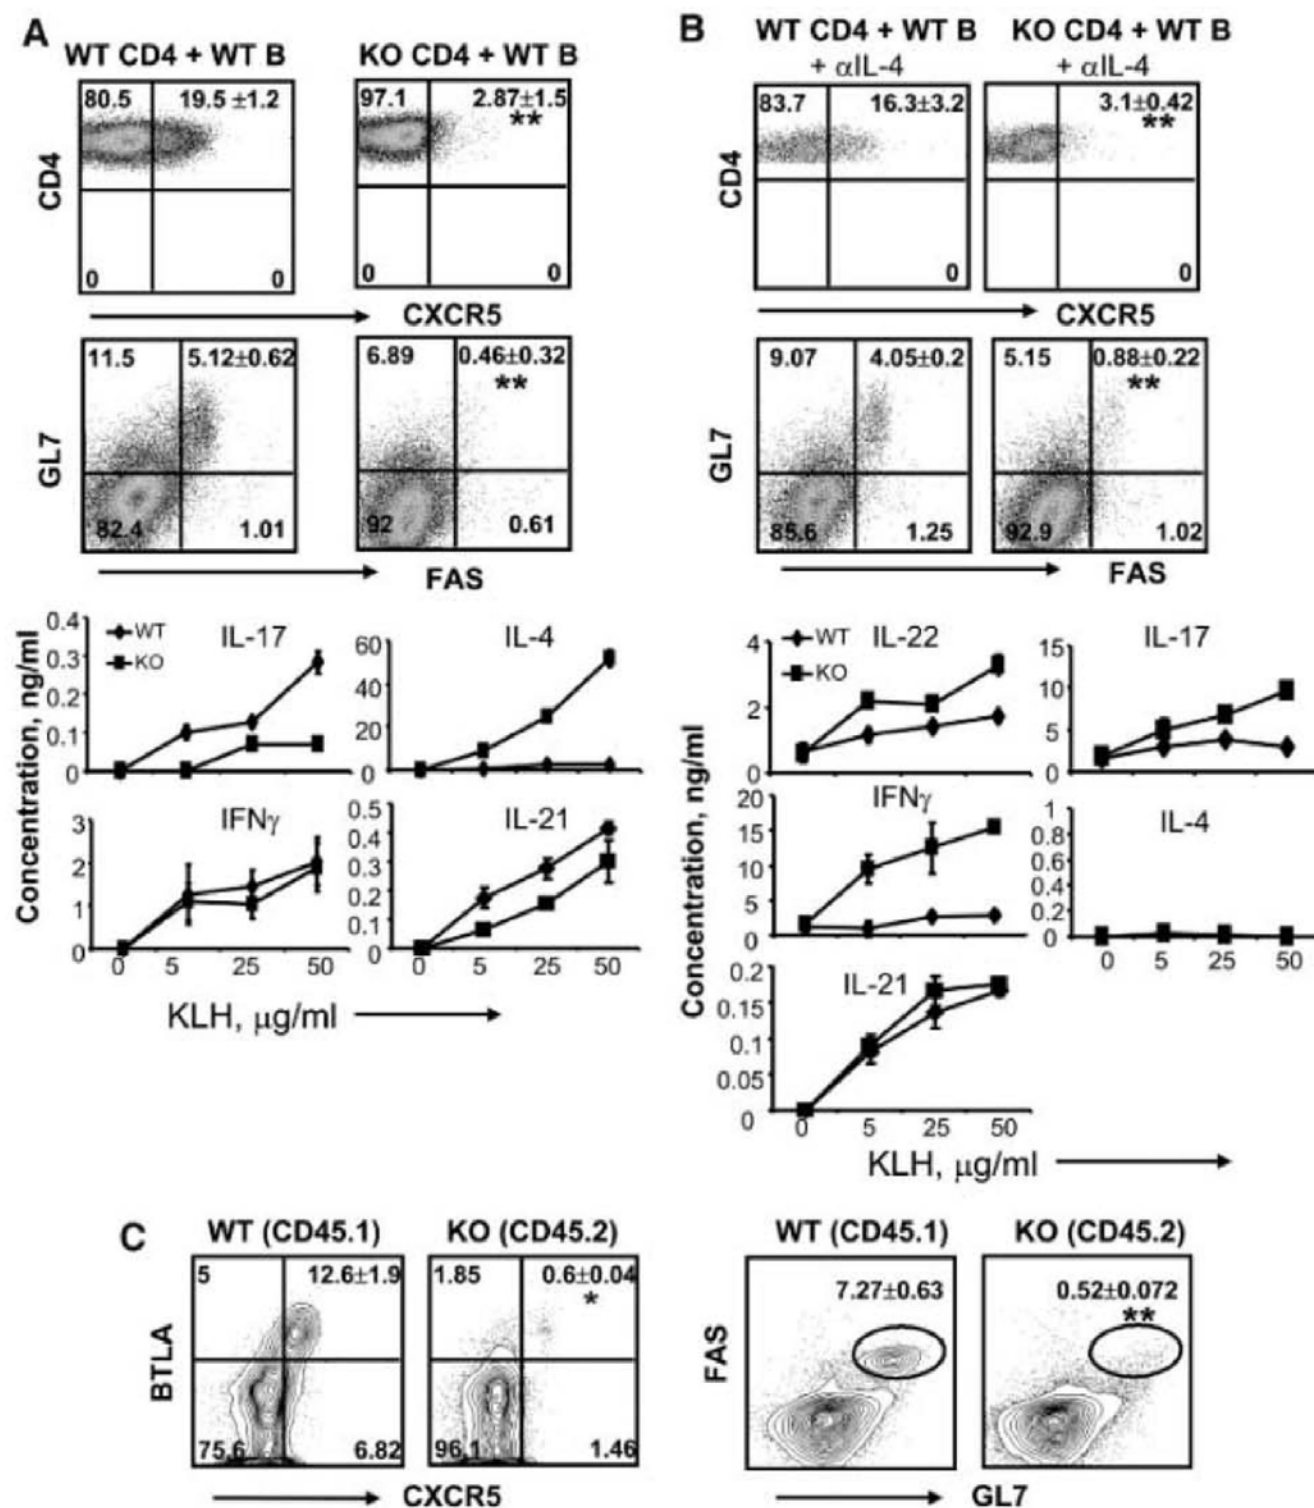 A
WT CD4 + WT B
KO CD4 + WT B
80.5
19.5 ±1.2
97.1
2.87±1.5
**
CD4
0
0
0
0
CXCR5
11.5
5.12±0.62
6.89
0.46±0.32
**
GL7
82.4
1.01
92
0.61
FAS
Concentration, ng/ml
0.4
0.3
0.2
0.1
0
WT
KO
IL-17
60
40
20
0
IL-4
3
2
1
0
IFNγ
0
5
25
50
0.5
0.4
0.3
0.2
0.1
0
IL-21
0
5
25
50
KLH, μg/ml
B
WT CD4 + WT B
+ αIL-4
KO CD4 + WT B
+ αIL-4
83.7
16.3±3.2
3.1±0.42
**
CD4
0
0
CXCR5
9.07
4.05±0.2
5.15
0.88±0.22
**
GL7
85.6
1.25
92.9
1.02
FAS
Concentration, ng/ml
4
2
0
WT
KO
IL-22
15
10
5
0
IL-17
20
15
10
5
0
IFNγ
1
0.8
0.6
0.4
0.2
0
IL-4
0
5
25
50
0.2
0.15
0.1
0.05
0
IL-21
0
5
25
50
KLH, μg/ml
C
WT (CD45.1)
KO (CD45.2)
5
12.6±1.9
1.85
0.6±0.04
*
BTLA
75.6
6.82
96.1
1.46
CXCR5
WT (CD45.1)
KO (CD45.2)
7.27±0.63
0.52±0.072
**
FAS
GL7